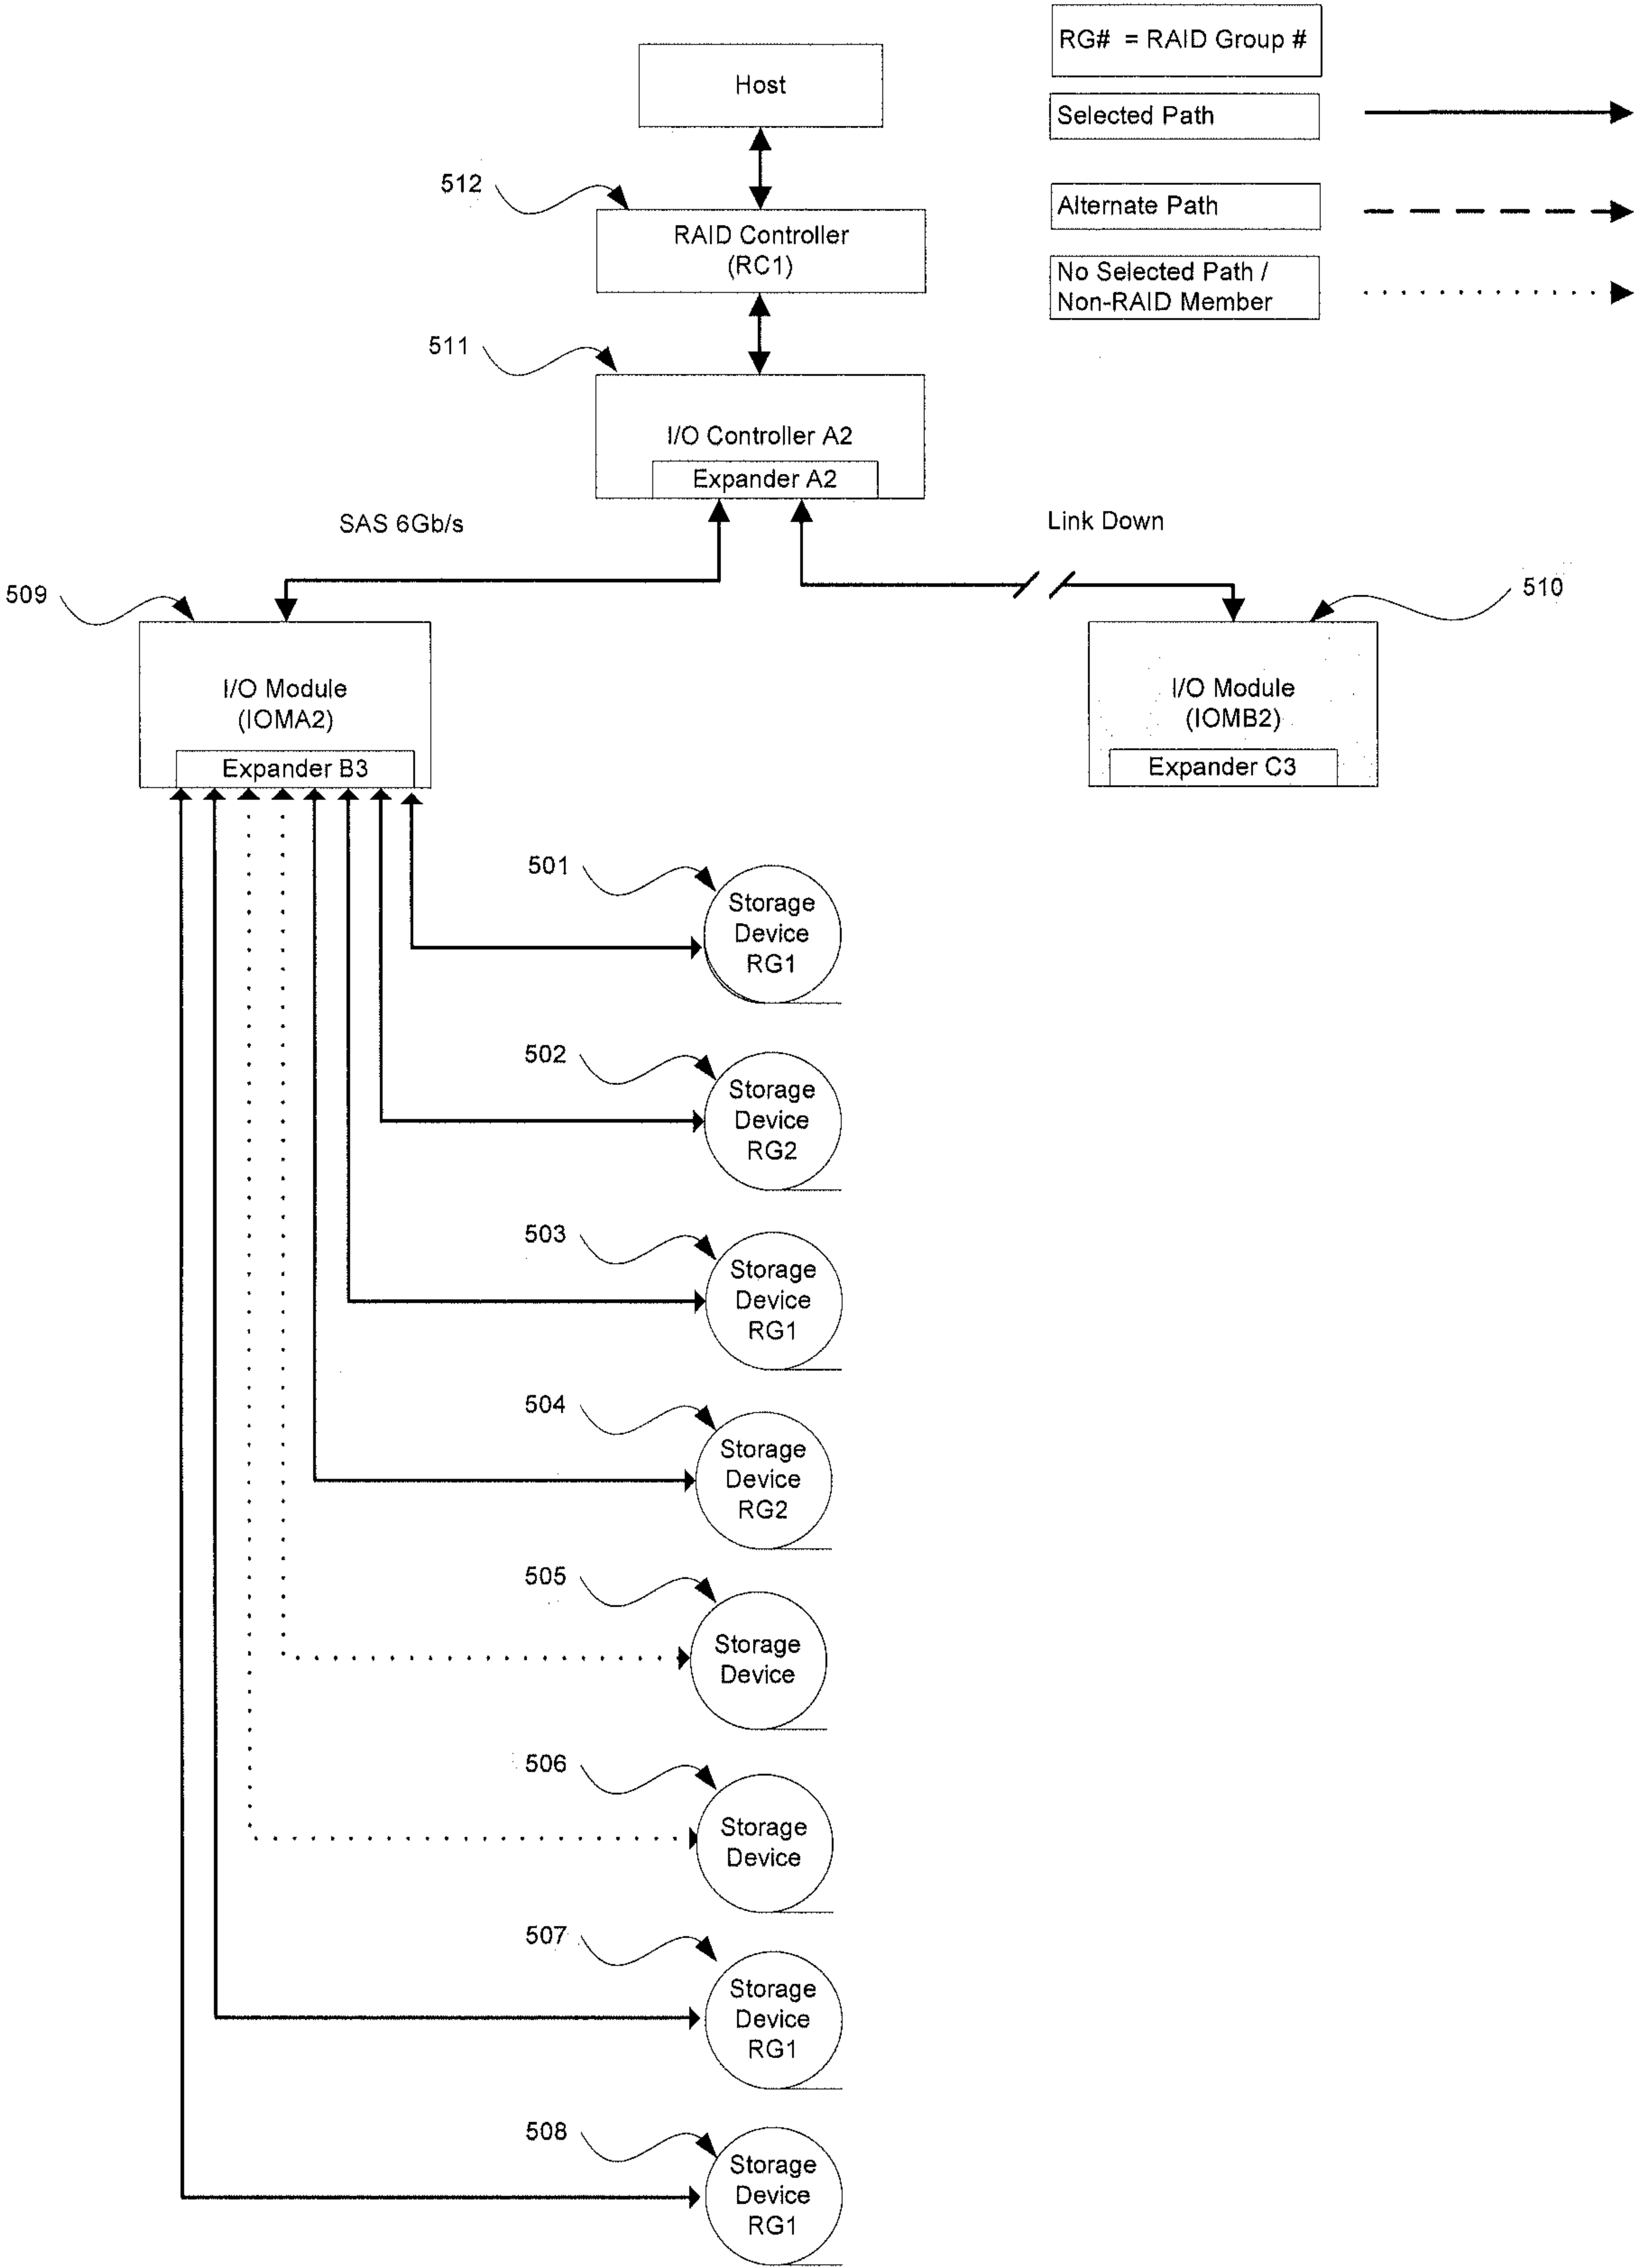 RG# = RAID Group #
Host
Selected Path
512
RAID Controller
(RC1)
Alternate Path
No Selected Path /
Non-RAID Member
511
I/O Controller A2
Expander A2
SAS 6Gb/s
Link Down
509
510
I/O Module
(IOMA2)
Expander B3
I/O Module
(IOMB2)
Expander C3
501
Storage
Device
RG1
502
Storage
Device
RG2
503
Storage
Device
RG1
504
Storage
Device
RG2
505
Storage
Device
506
Storage
Device
507
Storage
Device
RG1
508
Storage
Device
RG1